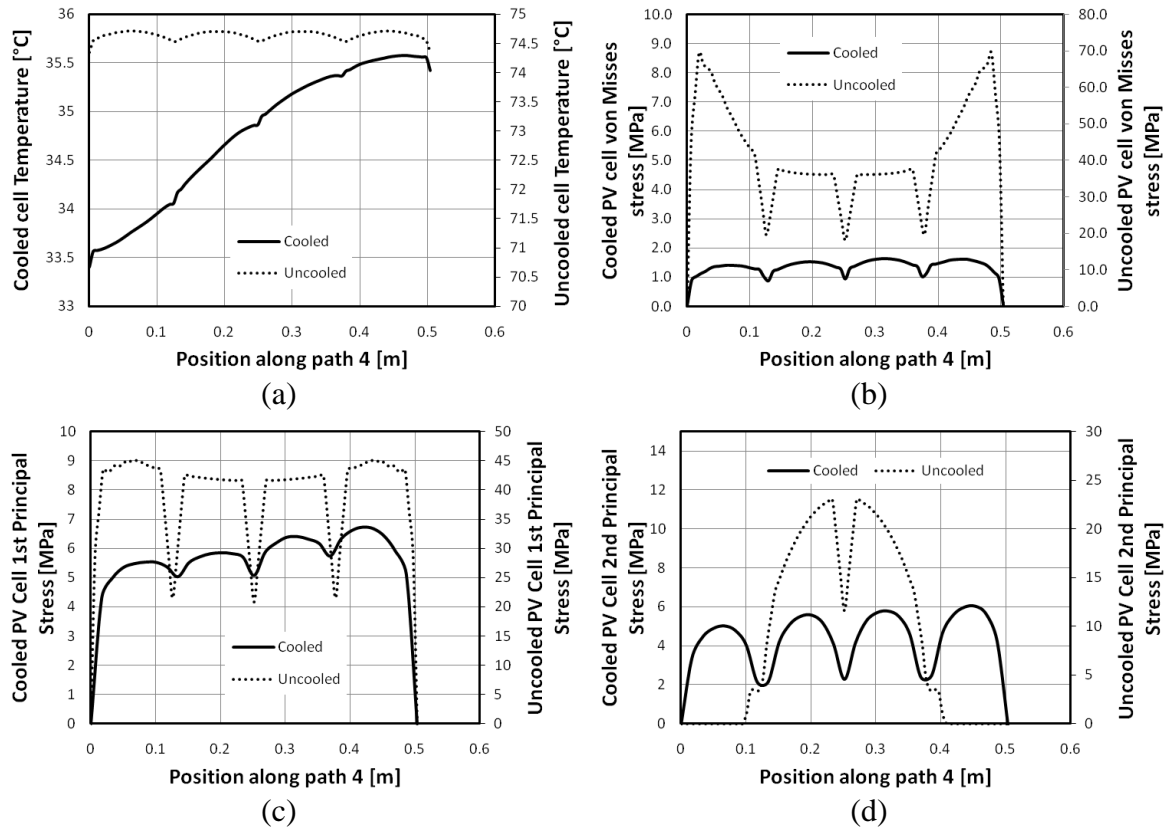 36
35.5
35
34.5
34
33.5
33
Cooled cell Temperature [°C]
75
74.5
74
73.5
73
72.5
72
71.5
71
70.5
70
Uncooled cell Temperature [°C]
Cooled
Uncooled
0 0.1 0.2 0.3 0.4 0.5 0.6
Position along path 4 [m]
(a)
10.0
9.0
8.0
7.0
6.0
5.0
4.0
3.0
2.0
1.0
0.0
Cooled PV cell von Misses
stress [MPa]
80.0
70.0
60.0
50.0
40.0
30.0
20.0
10.0
0.0
Uncooled PV cell von Misses
stress [MPa]
Cooled
Uncooled
0 0.1 0.2 0.3 0.4 0.5 0.6
Position along path 4 [m]
(b)
10
9
8
7
6
5
4
3
2
1
0
Cooled PV Cell 1st Principal
Stress [MPa]
50
45
40
35
30
25
20
15
10
5
0
Uncooled PV Cell 1st Principal
Stress [MPa]
Cooled
Uncooled
0 0.1 0.2 0.3 0.4 0.5 0.6
Position along path 4 [m]
(c)
14
12
10
8
6
4
2
0
Cooled PV Cell 2nd Principal
Stress [MPa]
30
25
20
15
10
5
0
Uncooled PV Cell 2nd Principal
Stress [MPa]
Cooled Uncooled
0 0.1 0.2 0.3 0.4 0.5 0.6
Position along path 4 [m]
(d)